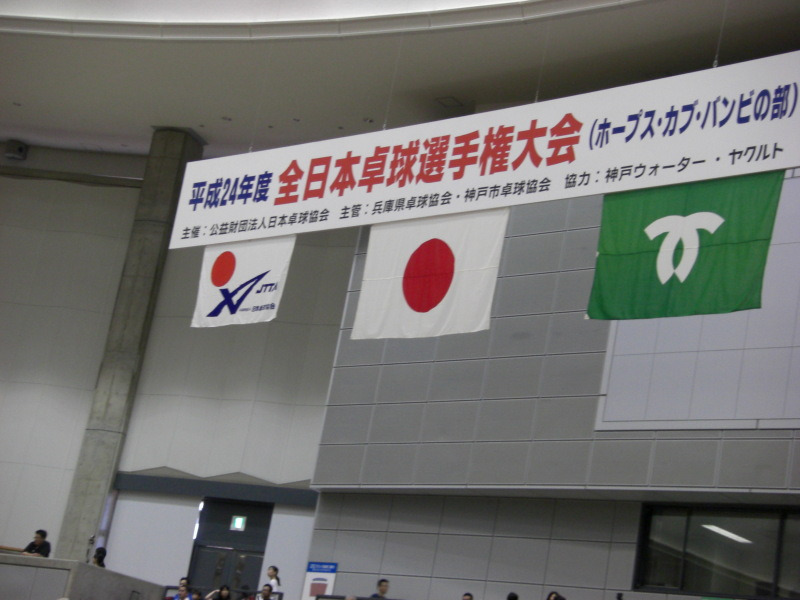 平成24年度 全日本卓球選手権大会 (ホープス・カブ・バンビの部)
主催：公益財団法人日本卓球協会 主管：兵庫県卓球協会・神戸市卓球協会 協力：神戸ウォーター・ヤクルト
JTTA